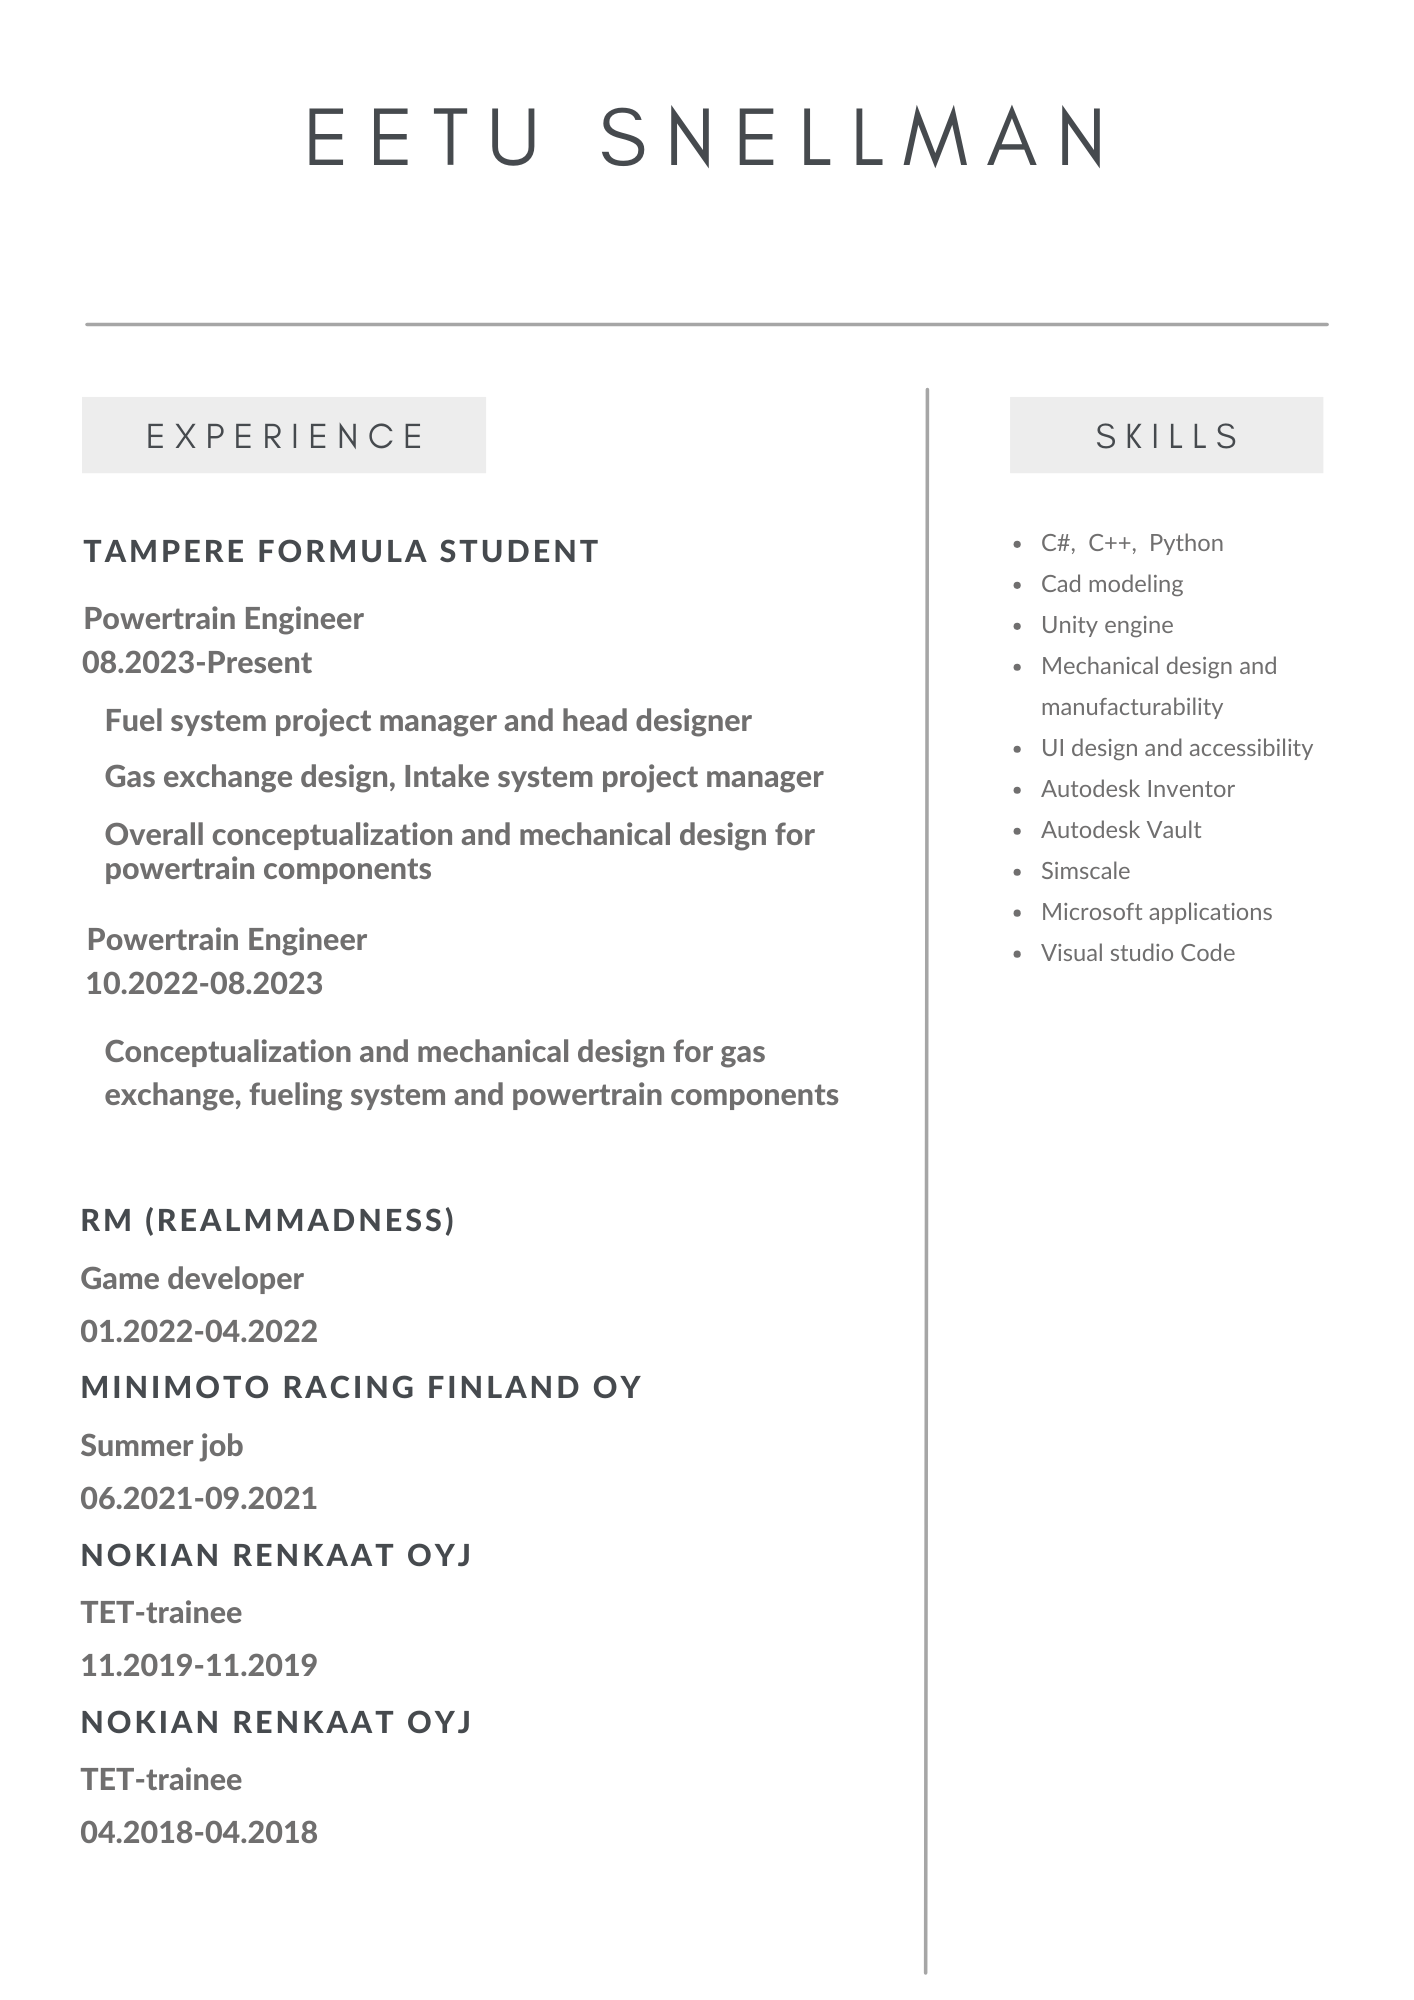 EETU SNELLMAN
EXPERIENCE
TAMPERE FORMULA STUDENT
Powertrain Engineer
08.2023-Present
Fuel system project manager and head designer
Gas exchange design, Intake system project manager
Overall conceptualization and mechanical design for
powertrain components
Powertrain Engineer
10.2022-08.2023
Conceptualization and mechanical design for gas
exchange, fueling system and powertrain components
RM (REALMMADNESS)
Game developer
01.2022-04.2022
MINIMOTO RACING FINLAND OY
Summer job
06.2021-09.2021
NOKIAN RENKAAT OYJ
TET-trainee
11.2019-11.2019
NOKIAN RENKAAT OYJ
TET-trainee
04.2018-04.2018
SKILLS
• C#, C++, Python
• Cad modeling
• Unity engine
• Mechanical design and
manufacturability
• UI design and accessibility
• Autodesk Inventor
• Autodesk Vault
• Simscale
• Microsoft applications
• Visual studio Code